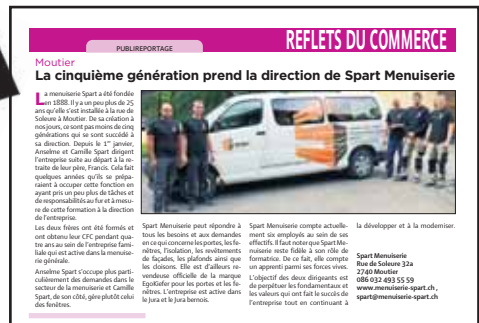 PUBLIREPORTAGE
REFLETS DU COMMERCE
Moutier
La cinquième génération prend la direction de Spart Menuiserie
La menuiserie Spart a été fondée
en 1888. Il y a un peu plus de 25
ans qu'elle s'est installée à la rue de
Soleure à Moutier. De sa création à
nos jours, ce sont pas moins de cinq
générations qui se sont succédé à
sa direction. Depuis le 1er janvier,
Anselme et Camille Spart dirigent
l'entreprise suite au départ à la re-
traite de leur père, Francis. Cela fait
quelques années qu'ils se prépa-
raient à occuper cette fonction en
ayant pris un peu plus de tâches et
de responsabilités au fur et à mesu-
re de cette formation à la direction
de l'entreprise.
Les deux frères ont été formés et
ont obtenu leur CFC pendant qua-
tre ans au sein de l'entreprise fami-
liale qui est active dans la menuise-
rie générale.
Anselme Spart s'occupe plus parti-
culièrement des demandes dans le
secteur de la menuiserie et Camille
Spart, de son côté, gère plutôt celui
des fenêtres.
Spart Menuiserie peut répondre à
tous les besoins et aux demandes
en ce qui concerne les portes, les fe-
nêtres, l'isolation, les revêtements
de façades, les plafonds ainsi que
les cloisons. Elle est d'ailleurs re-
vendeuse officielle de la marque
EgoKiefer pour les portes et les fe-
nêtres. L'entreprise est active dans
le Jura et le Jura bernois.
Spart Menuiserie compte actuelle-
ment six employés au sein de ses
effectifs. Il faut noter que Spart Me-
nuiserie reste fidèle à son rôle de
formatrice. De ce fait, elle compte
un apprenti parmi ses forces vives.
L'objectif des deux dirigeants est
de perpétuer les fondamentaux et
les valeurs qui ont fait le succès de
l'entreprise tout en continuant à
la développer et à la moderniser.
Spart Menuiserie
Rue de Soleure 32a
2740 Moutier
086 032 493 55 59
www.menuiserie-spart.ch,
spart@menuiserie-spart.ch